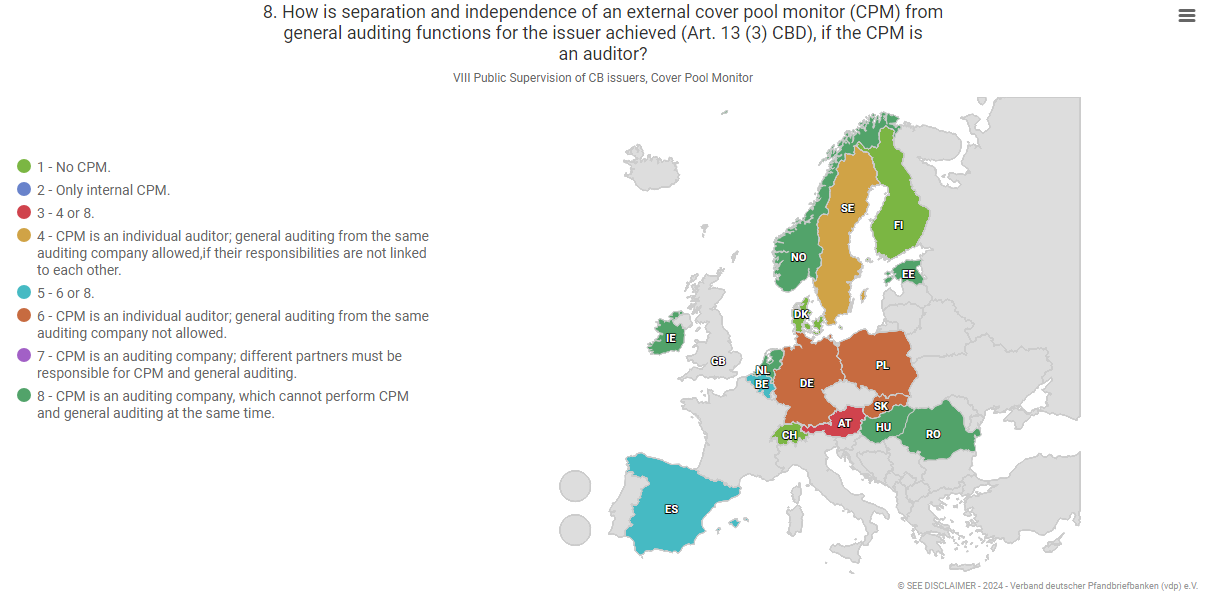 8. How is separation and independence of an external cover pool monitor (CPM) from
general auditing functions for the issuer achieved (Art. 13 (3) CBD), if the CPM is
an auditor?
VIII Public Supervision of CB issuers, Cover Pool Monitor
1 - No CPM.
2 - Only internal CPM.
3 - 4 or 8.
4 - CPM is an individual auditor; general auditing from the same
auditing company allowed,if their responsibilities are not linked
to each other.
5 - 6 or 8.
6 - CPM is an individual auditor; general auditing from the same
auditing company not allowed.
7 - CPM is an auditing company; different partners must be
responsible for CPM and general auditing.
8 - CPM is an auditing company, which cannot perform CPM
and general auditing at the same time.
SE
FI
NO
EE
DK
IE
GB
NL
BE
DE
PL
SK
AT
CH
HU
RO
ES
© SEE DISCLAIMER - 2024 - Verband deutscher Pfandbriefbanken (vdp) e.V.